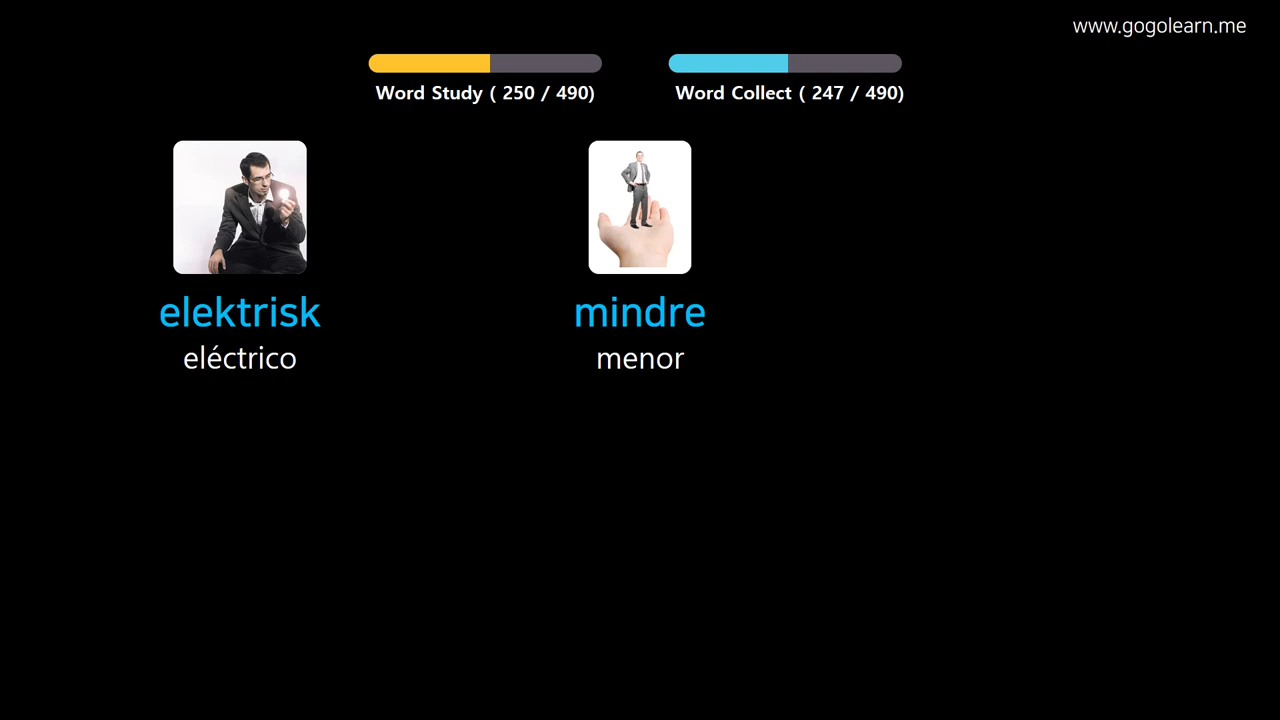 www.gogolearn.me
Word Study ( 250 / 490)
Word Collect ( 247 / 490)
elektrisk
eléctrico
mindre
menor